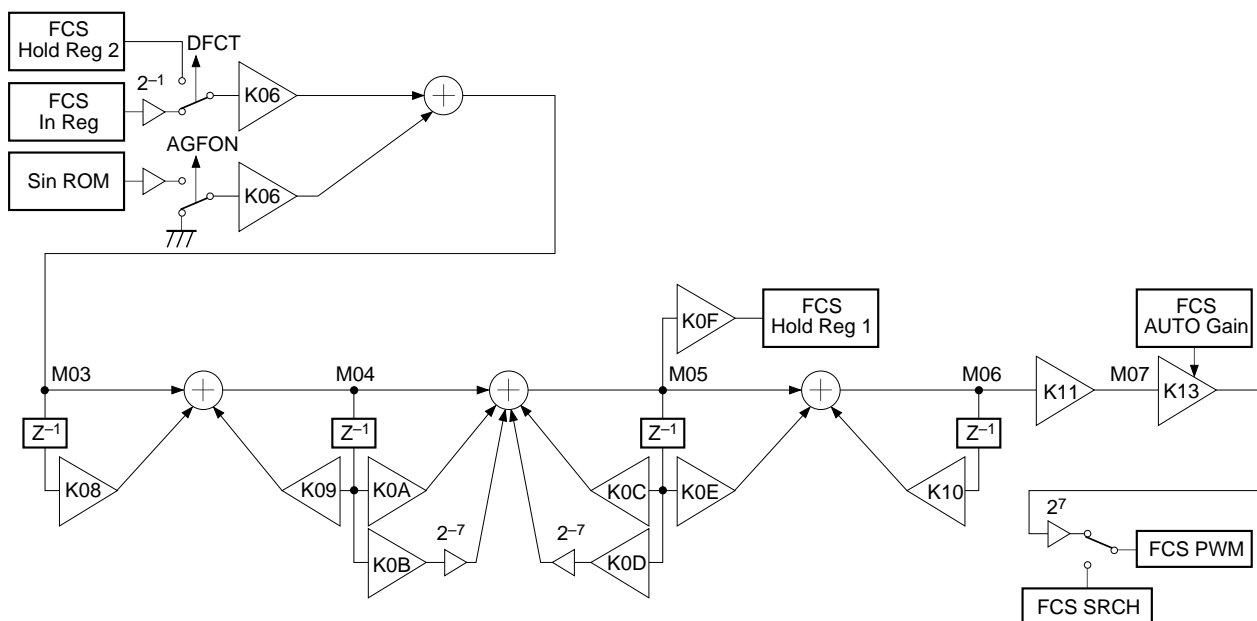 FCS
Hold Reg 2
DFCT
2–1
K06
FCS
In Reg
AGFON
Sin ROM
K06
K0F
FCS
Hold Reg 1
FCS
AUTO Gain
M03
M04
M05
M06
M07
K11
K13
Z–1
Z–1
Z–1
Z–1
K08
K09
K0A
K0C
K0E
K10
2–7
2–7
K0B
K0D
27
FCS PWM
FCS SRCH